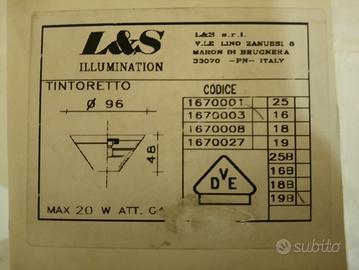 L&S
ILLUMINATION
L&S s.r.l.
V.LE LINO ZANUSSI 8
MARON DI BRUGNERA
33070 -PN- ITALY
TINTORETTO
Ø 96
48
MAX 20 W ATT. G4
CODICE
1670001 25
1670003 16
1670008 18
1670027 19
25B
16B
18B
19B
DVE
subito